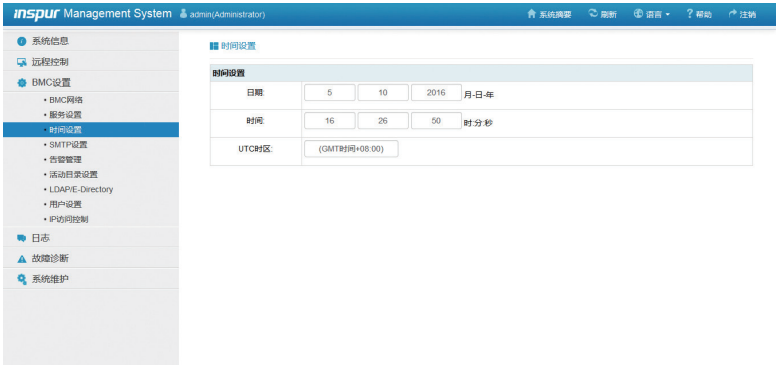 inspur Management System admin(Administrator) 系统摘要 刷新 语言 ? 帮助 注销
系统信息
远程控制
BMC设置
• BMC网络
• 服务设置
• 时间设置
• SMTP设置
• 告警管理
• 活动目录设置
• LDAP/E-Directory
• 用户设置
• IP访问控制
日志
故障诊断
系统维护
时间设置
时间设置
日期: 5 10 2016 月-日-年
时间: 16 26 50 时:分:秒
UTC时区: (GMT时间+08:00)